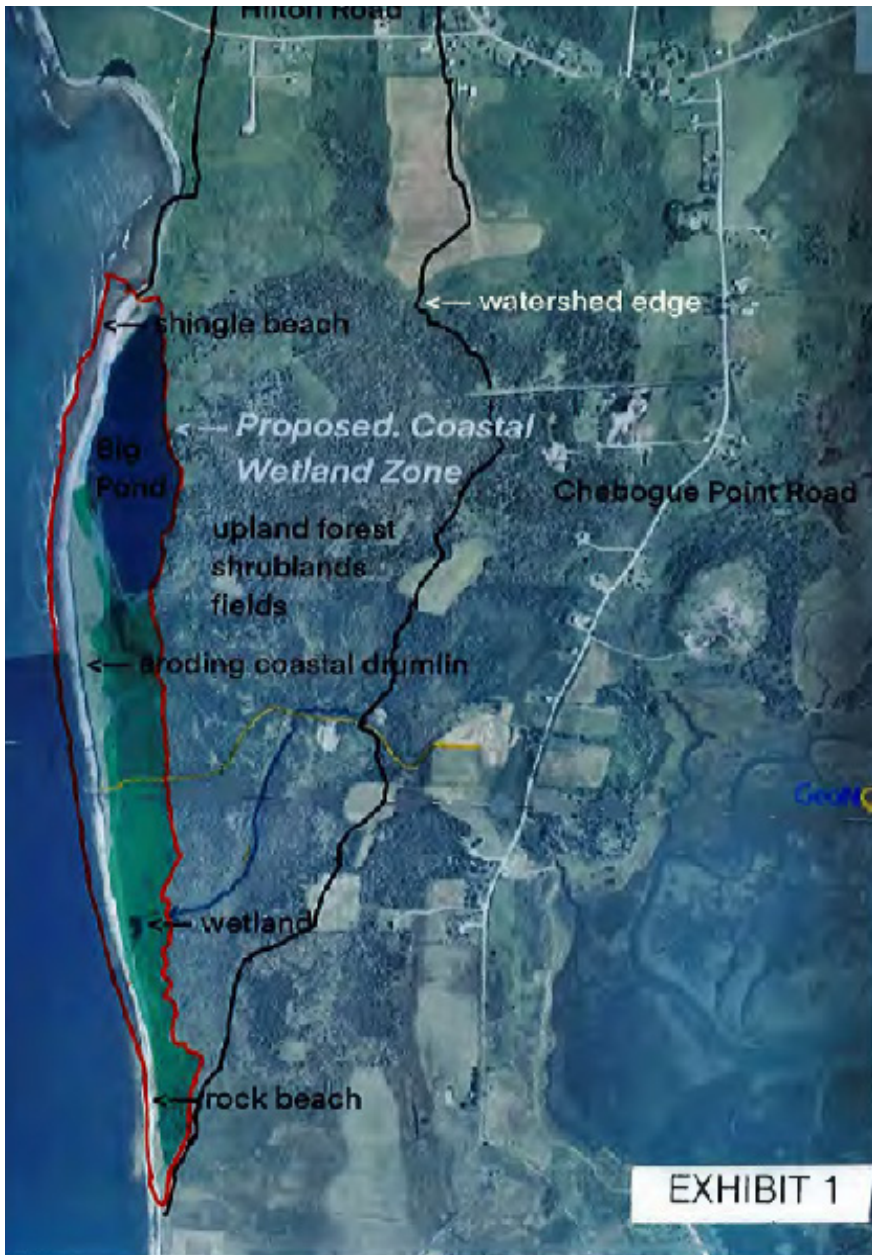 Hilton Road
<— watershed edge
<— shingle beach
<— Proposed. Coastal
Wetland Zone
Big
Pond
Chebogue Point Road
upland forest
shrublands
fields
<— eroding coastal drumlin
GeoN
<— wetland
<— rock beach
EXHIBIT 1